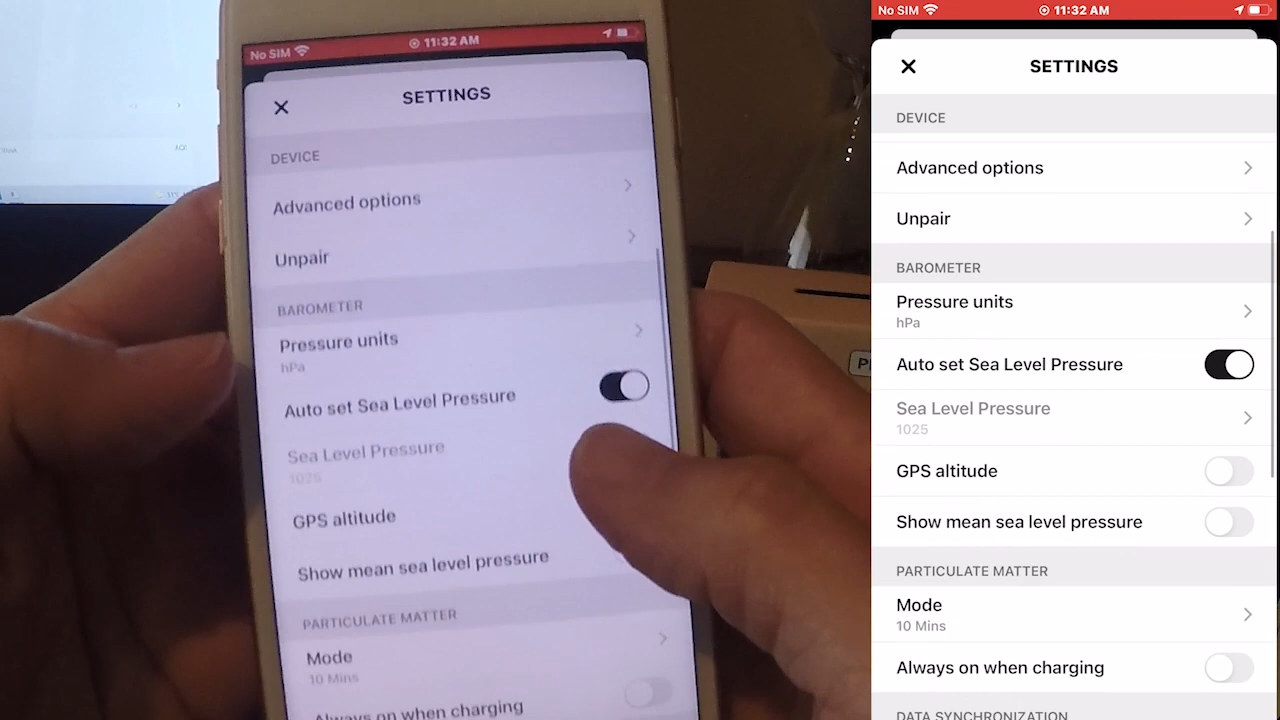 No SIM 11:32 AM
SETTINGS
DEVICE
Advanced options
Unpair
BAROMETER
Pressure units
hPa
Auto set Sea Level Pressure
Sea Level Pressure
1025
GPS altitude
Show mean sea level pressure
PARTICULATE MATTER
Mode
10 Mins
Always on when charging
AQI
No SIM 11:32 AM
SETTINGS
DEVICE
Advanced options
Unpair
BAROMETER
Pressure units
hPa
Auto set Sea Level Pressure
Sea Level Pressure
1025
GPS altitude
Show mean sea level pressure
PARTICULATE MATTER
Mode
10 Mins
Always on when charging
DATA SYNCHRONIZATION